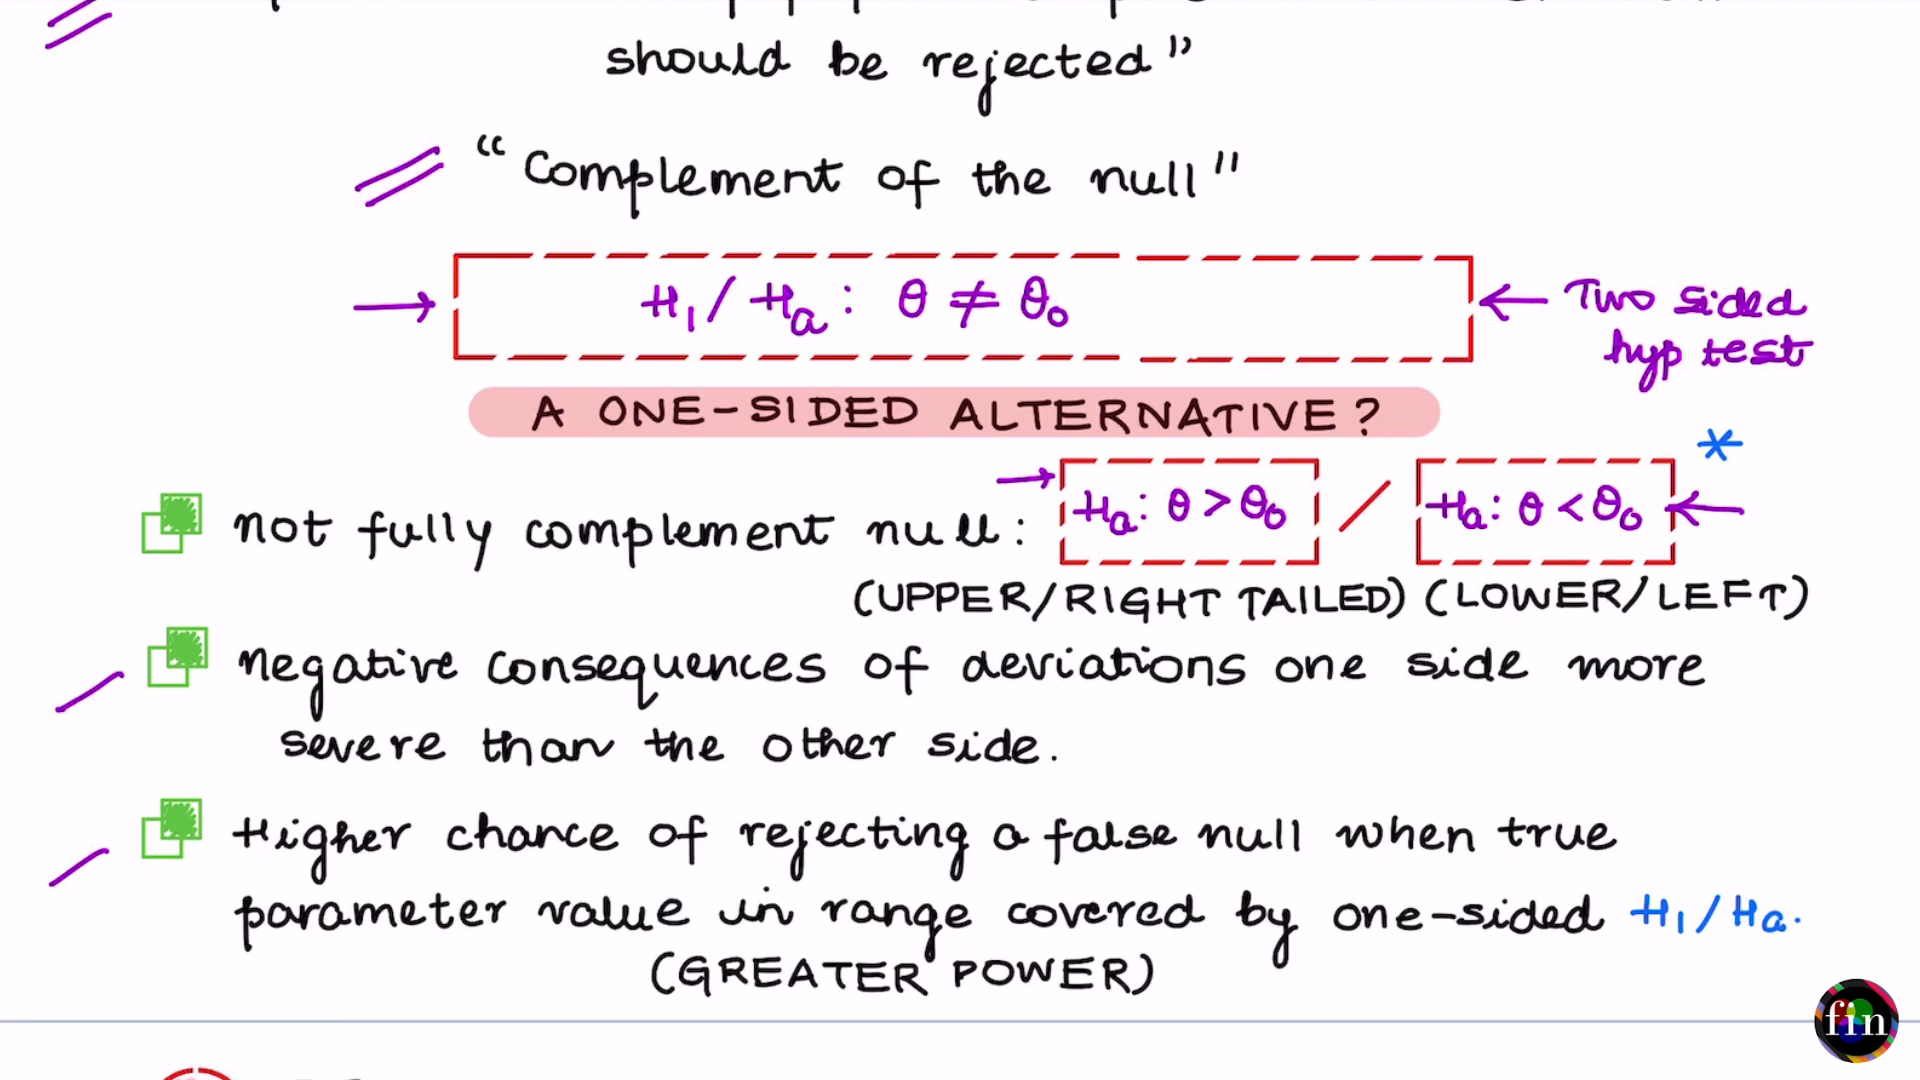 should be rejected"
"Complement of the null"
H₁ / Hₐ : θ ≠ θ₀
Two sided
hyp test
A ONE-SIDED ALTERNATIVE?
not fully complement null: Hₐ: θ > θ₀ / Hₐ: θ < θ₀ *
(UPPER/RIGHT TAILED) (LOWER/LEFT)
negative consequences of deviations one side more
severe than the other side.
Higher chance of rejecting a false null when true
parameter value in range covered by one-sided H₁/Hₐ.
(GREATER POWER)
fin